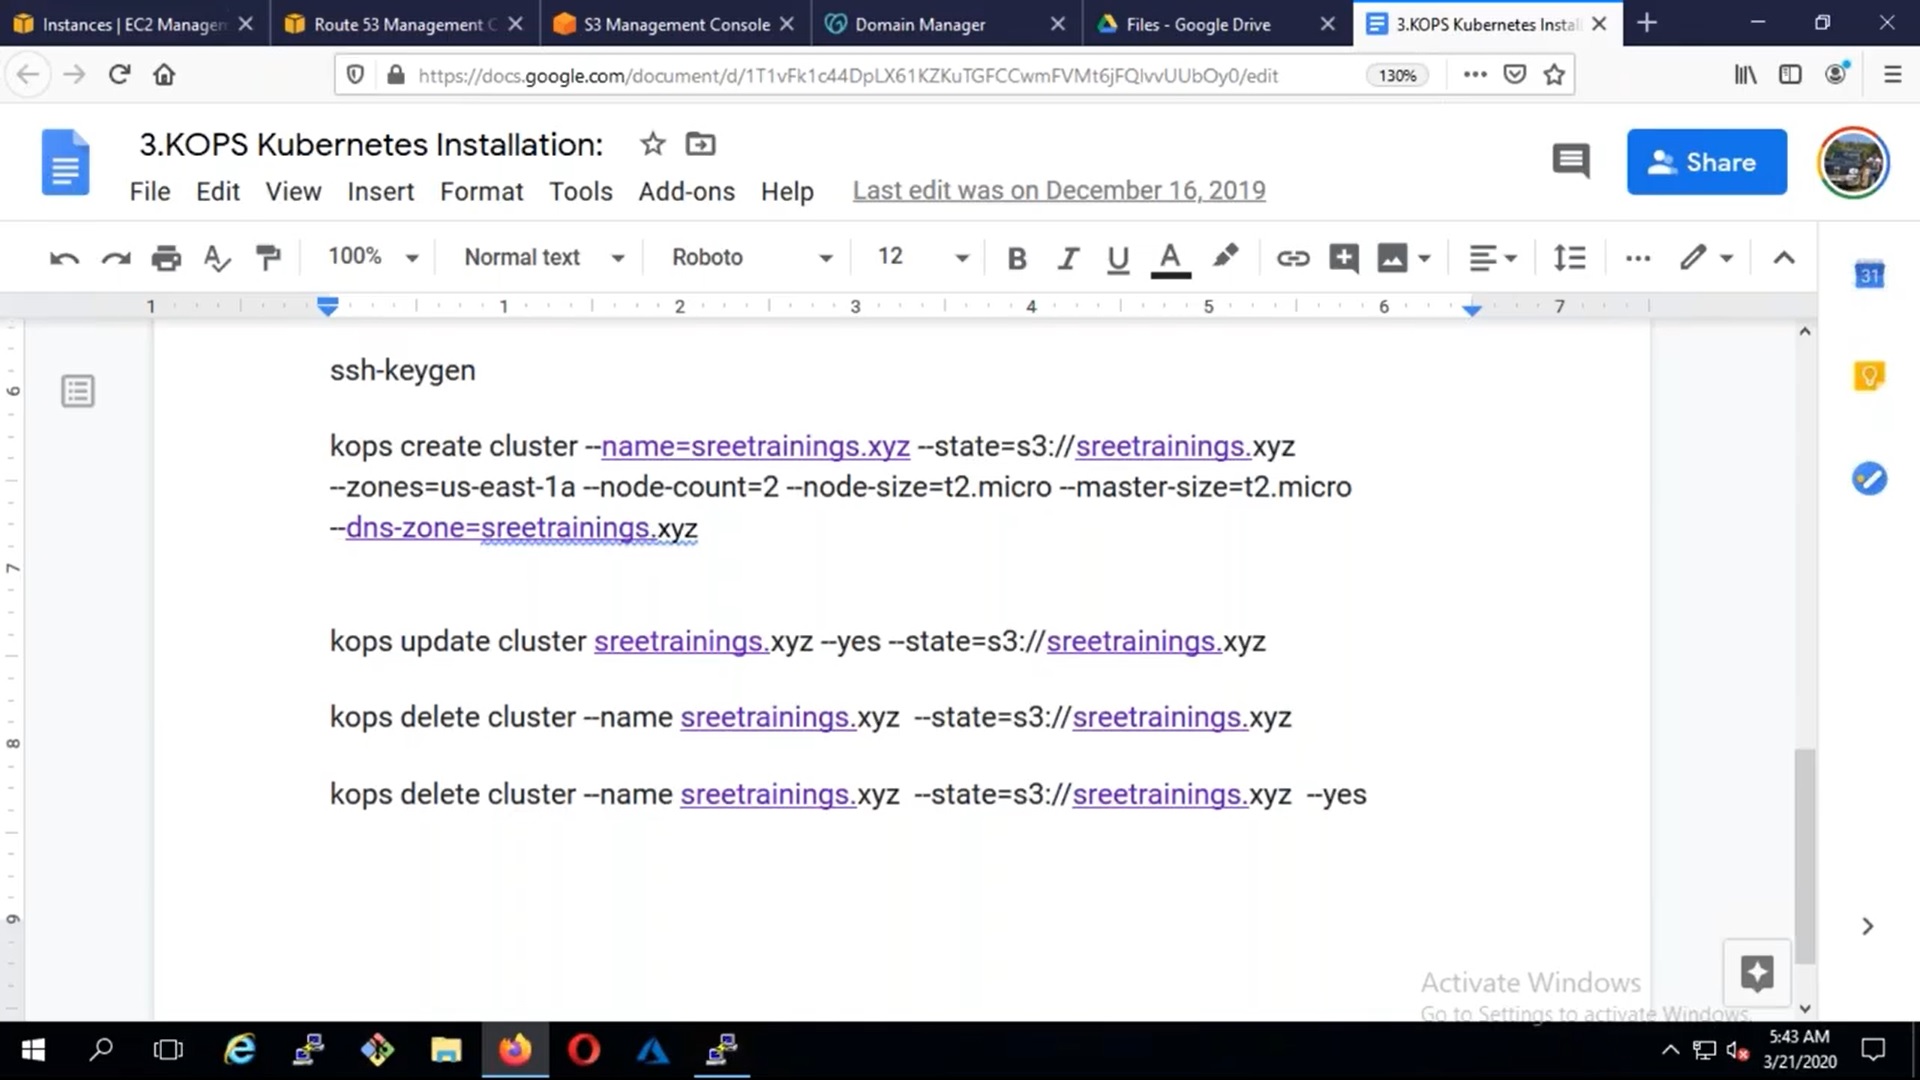 Instances | EC2 Managem
Route 53 Management C
S3 Management Console
Domain Manager
Files - Google Drive
3.KOPS Kubernetes Install
https://docs.google.com/document/d/1T1vFk1c44DpLX61KZKuTGFCCwmFVMt6jFQlvvUUbOy0/edit
130%
3.KOPS Kubernetes Installation:
File Edit View Insert Format Tools Add-ons Help Last edit was on December 16, 2019
Share
100% Normal text Roboto 12 B I U A
31
1 1 2 3 4 5 6 7
6
7
8
9
ssh-keygen
kops create cluster --name=sreetrainings.xyz --state=s3://sreetrainings.xyz
--zones=us-east-1a --node-count=2 --node-size=t2.micro --master-size=t2.micro
--dns-zone=sreetrainings.xyz
kops update cluster sreetrainings.xyz --yes --state=s3://sreetrainings.xyz
kops delete cluster --name sreetrainings.xyz --state=s3://sreetrainings.xyz
kops delete cluster --name sreetrainings.xyz --state=s3://sreetrainings.xyz --yes
Activate Windows
Go to Settings to activate Windows.
5:43 AM
3/21/2020